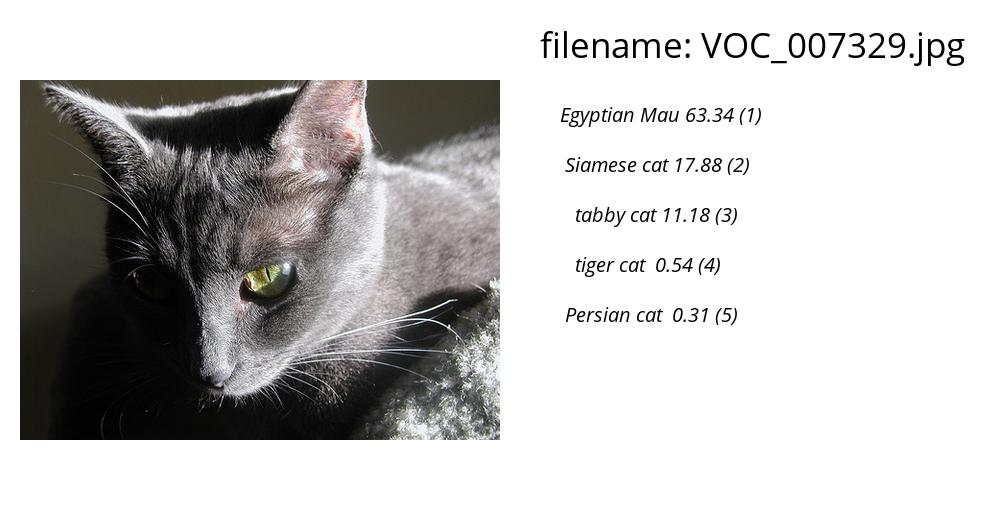 filename: VOC_007329.jpg
Egyptian Mau 63.34 (1)
Siamese cat 17.88 (2)
tabby cat 11.18 (3)
tiger cat 0.54 (4)
Persian cat 0.31 (5)